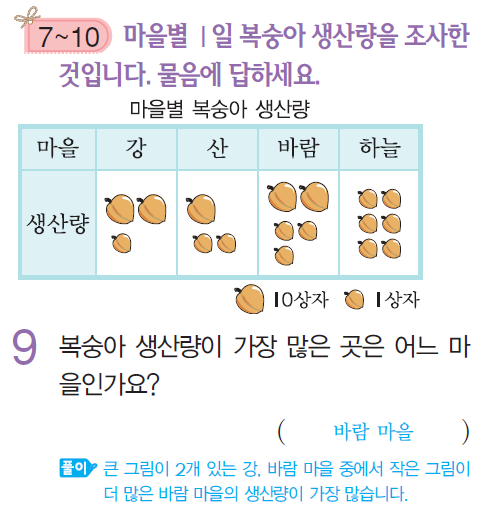 7~10 마을별 1일 복숭아 생산량을 조사한
것입니다. 물음에 답하세요.
마을별 복숭아 생산량
마을 강 산 바람 하늘
생산량
10상자 1상자
9 복숭아 생산량이 가장 많은 곳은 어느 마
을인가요?
( 바람 마을 )
풀이 큰 그림이 2개 있는 강, 바람 마을 중에서 작은 그림이
더 많은 바람 마을의 생산량이 가장 많습니다.